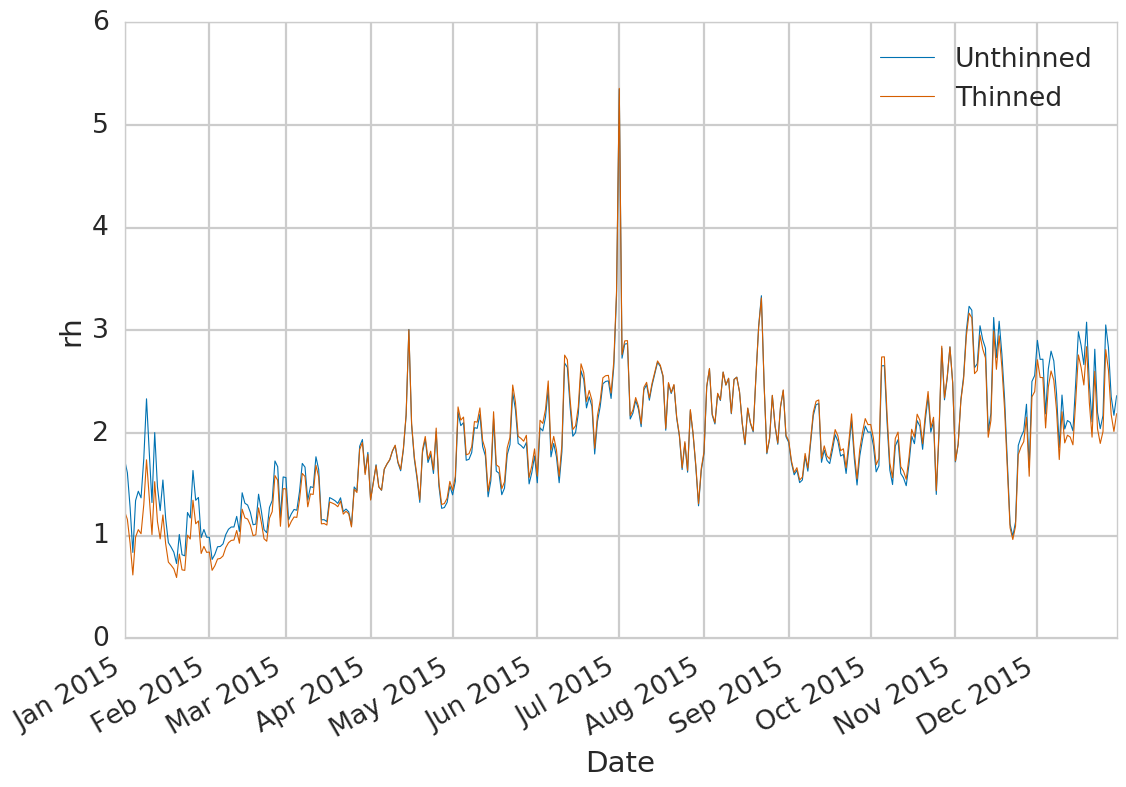 6
5
4
3
2
1
0
rh
Unthinned
Thinned
Jan 2015
Feb 2015
Mar 2015
Apr 2015
May 2015
Jun 2015
Jul 2015
Aug 2015
Sep 2015
Oct 2015
Nov 2015
Dec 2015
Date